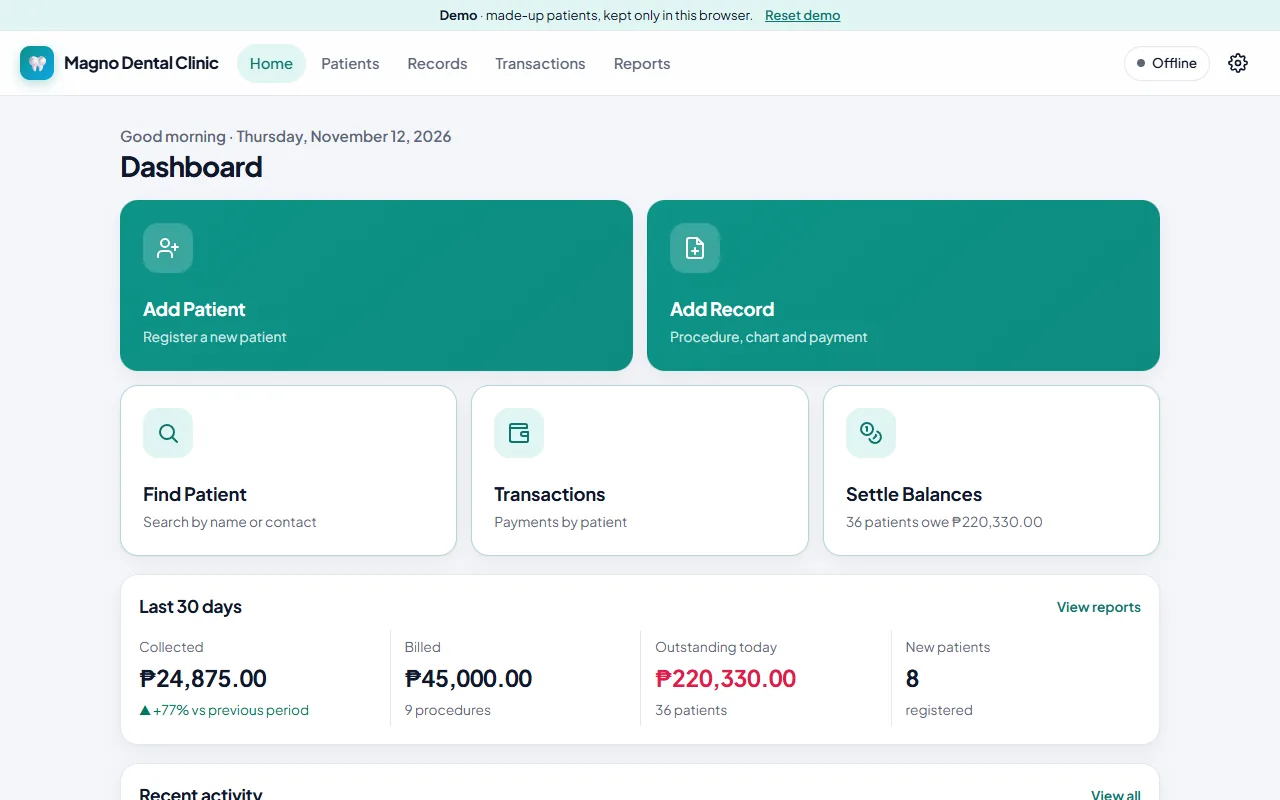 Demo · made-up patients, kept only in this browser. Reset demo
Magno Dental Clinic
Home
Patients
Records
Transactions
Reports
Offline
Good morning · Thursday, November 12, 2026
Dashboard
Add Patient
Register a new patient
Add Record
Procedure, chart and payment
Find Patient
Search by name or contact
Transactions
Payments by patient
Settle Balances
36 patients owe ₱220,330.00
Last 30 days
View reports
Collected
₱24,875.00
▲ +77% vs previous period
Billed
₱45,000.00
9 procedures
Outstanding today
₱220,330.00
36 patients
New patients
8
registered
Recent activity
View all